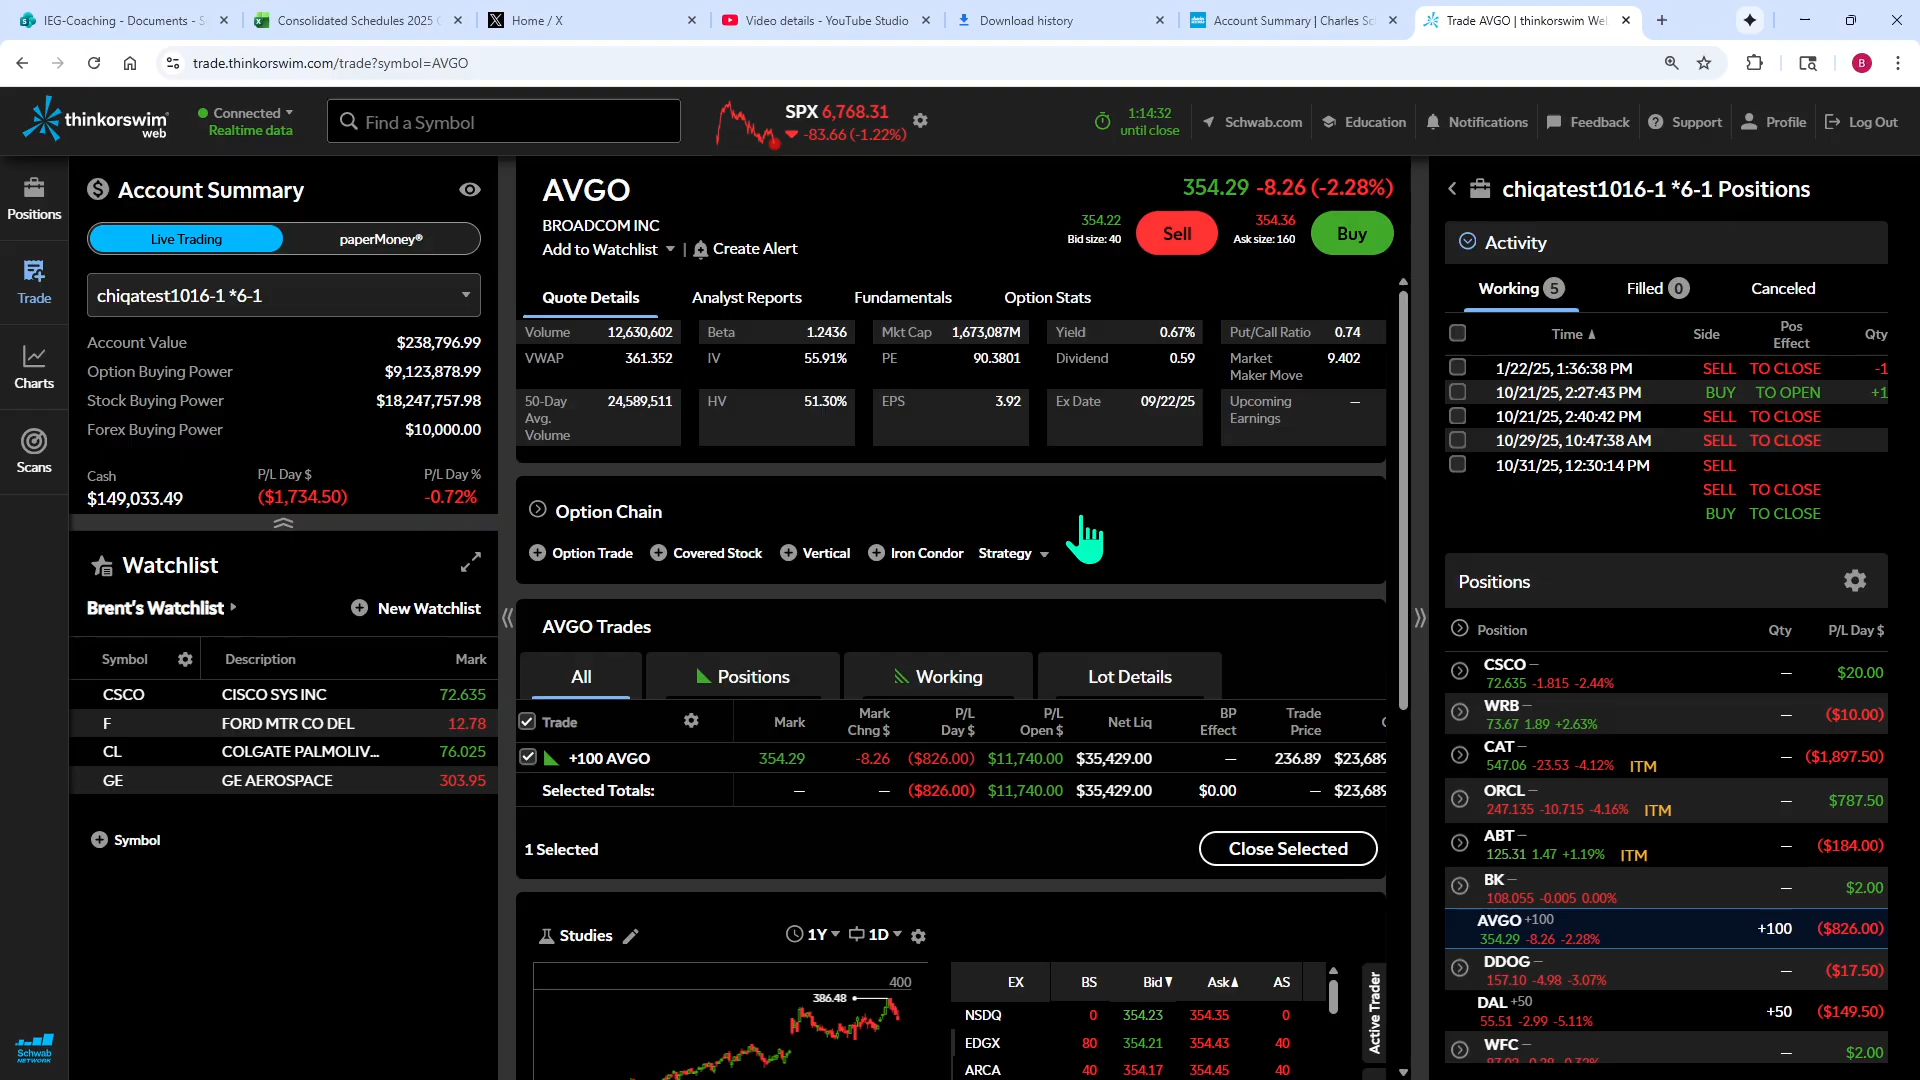 IEG-Coaching - Documents - S
Consolidated Schedules 2025 C
Home / X
Video details - YouTube Studio
Download history
Account Summary | Charles Sc
Trade AVGO | thinkorswim We
trade.thinkorswim.com/trade?symbol=AVGO
B
thinkorswim
web
Connected
Realtime data
Find a Symbol
SPX 6,768.31
-83.66 (-1.22%)
1:14:32
until close
Schwab.com
Education
Notifications
Feedback
Support
Profile
Log Out
Positions
Trade
Charts
Scans
Schwab
NETWORK
Account Summary
Live Trading
paperMoney®
chiqatest1016-1 *6-1
Account Value $238,796.99
Option Buying Power $9,123,878.99
Stock Buying Power $18,247,757.98
Forex Buying Power $10,000.00
Cash P/L Day $ P/L Day %
$149,033.49 ($1,734.50) -0.72%
Watchlist
Brent's Watchlist
New Watchlist
Symbol Description Mark
CSCO CISCO SYS INC 72.635
F FORD MTR CO DEL 12.78
CL COLGATE PALMOLIV... 76.025
GE GE AEROSPACE 303.95
Symbol
AVGO
354.29 -8.26 (-2.28%)
BROADCOM INC
Add to Watchlist | Create Alert
354.22
Bid size: 40
Sell
354.36
Ask size: 160
Buy
Quote Details Analyst Reports Fundamentals Option Stats
Volume 12,630,602 Beta 1.2436 Mkt Cap 1,673,087M Yield 0.67% Put/Call Ratio 0.74
VWAP 361.352 IV 55.91% PE 90.3801 Dividend 0.59 Market Maker Move 9.402
50-Day Avg. Volume 24,589,511 HV 51.30% EPS 3.92 Ex Date 09/22/25 Upcoming Earnings —
Option Chain
Option Trade Covered Stock Vertical Iron Condor Strategy
AVGO Trades
All Positions Working Lot Details
Trade Mark Mark Chng $ P/L Day $ P/L Open $ Net Liq BP Effect Trade Price C
+100 AVGO 354.29 -8.26 ($826.00) $11,740.00 $35,429.00 — 236.89 $23,689
Selected Totals: — — ($826.00) $11,740.00 $35,429.00 $0.00 — $23,689
1 Selected
Close Selected
Studies
1Y 1D
400
386.48
EX BS Bid Ask AS
NSDQ 0 354.23 354.35 0
EDGX 80 354.21 354.43 40
ARCA 40 354.17 354.45 40
Active Trader
chiqatest1016-1 *6-1 Positions
Activity
Working 5 Filled 0 Canceled
Time Side Pos Effect Qty
1/22/25, 1:36:38 PM SELL TO CLOSE -1
10/21/25, 2:27:43 PM BUY TO OPEN +1
10/21/25, 2:40:42 PM SELL TO CLOSE
10/29/25, 10:47:38 AM SELL TO CLOSE
10/31/25, 12:30:14 PM SELL
SELL TO CLOSE
BUY TO CLOSE
Positions
Position Qty P/L Day $
CSCO — — $20.00
72.635 -1.815 -2.44%
WRB — — ($10.00)
73.67 1.89 +2.63%
CAT — — ($1,897.50)
547.06 -23.53 -4.12% ITM
ORCL — — $787.50
247.135 -10.715 -4.16% ITM
ABT — — ($184.00)
125.31 1.47 +1.19% ITM
BK — — $2.00
108.055 -0.005 0.00%
AVGO +100 +100 ($826.00)
354.29 -8.26 -2.28%
DDOG — — ($17.50)
157.10 -4.98 -3.07%
DAL +50 +50 ($149.50)
55.51 -2.99 -5.11%
WFC — — $2.00